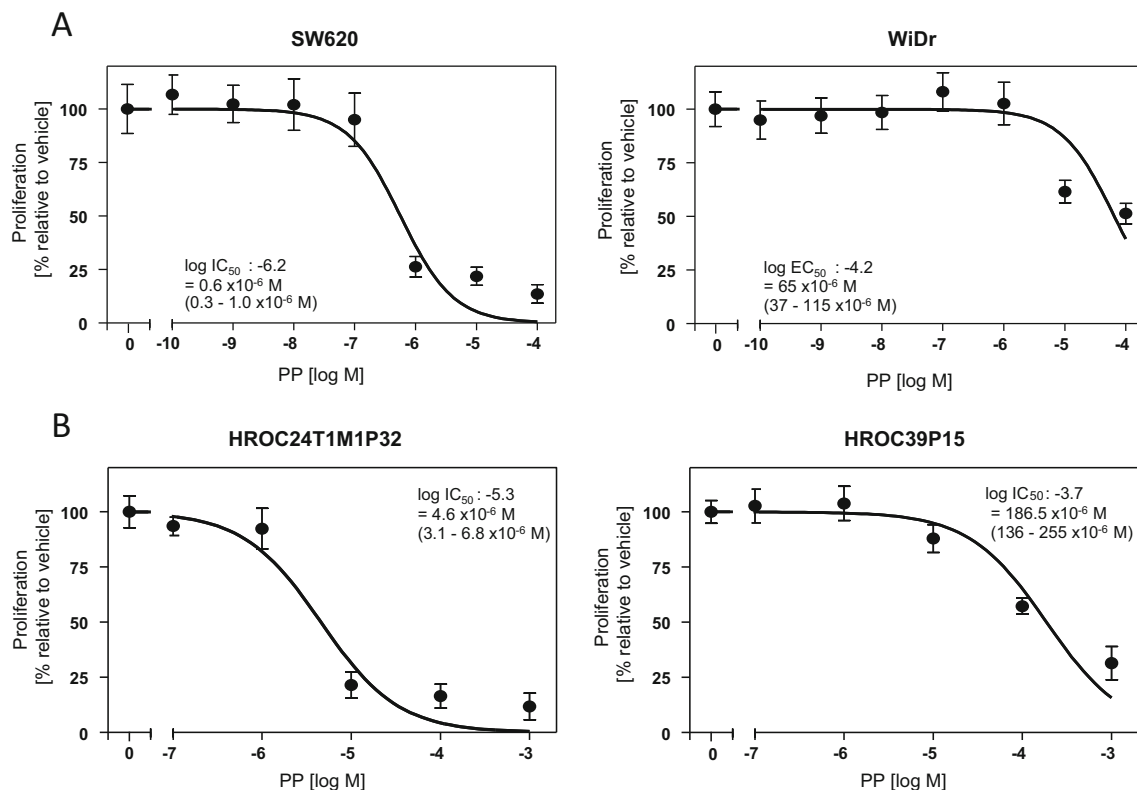 A
SW620
Proliferation
[% relative to vehicle]
100
75
50
25
0
log IC50 : -6.2
= 0.6 x10-6 M
(0.3 - 1.0 x10-6 M)
0 -10 -9 -8 -7 -6 -5 -4
PP [log M]
WiDr
Proliferation
[% relative to vehicle]
100
75
50
25
0
log EC50 : -4.2
= 65 x10-6 M
(37 - 115 x10-6 M)
0 -10 -9 -8 -7 -6 -5 -4
PP [log M]
B
HROC24T1M1P32
Proliferation
[% relative to vehicle]
100
75
50
25
0
log IC50 : -5.3
= 4.6 x10-6 M
(3.1 - 6.8 x10-6 M)
0 -7 -6 -5 -4 -3
PP [log M]
HROC39P15
Proliferation
[% relative to vehicle]
100
75
50
25
0
log IC50: -3.7
= 186.5 x10-6 M
(136 - 255 x10-6 M)
0 -7 -6 -5 -4 -3
PP [log M]